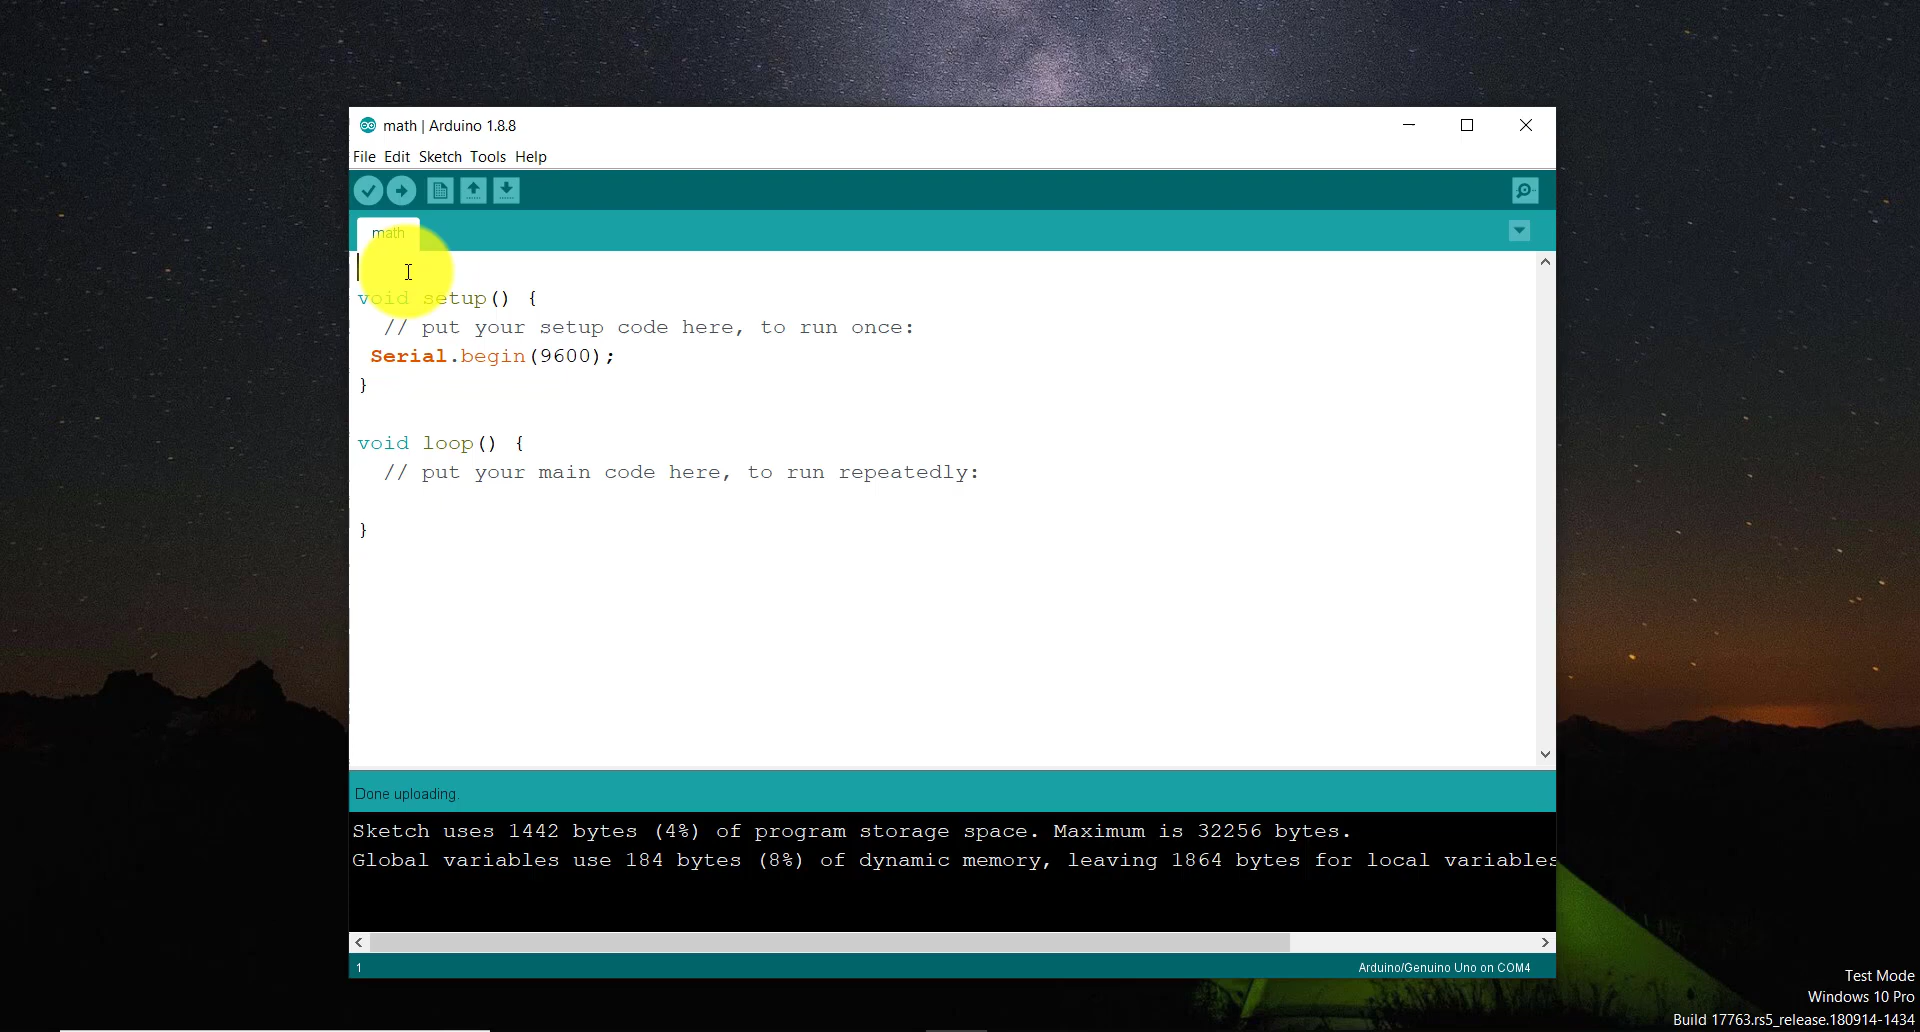 math | Arduino 1.8.8
File Edit Sketch Tools Help
math
void setup() {
// put your setup code here, to run once:
Serial.begin(9600);
}
void loop() {
// put your main code here, to run repeatedly:
}
Done uploading.
Sketch uses 1442 bytes (4%) of program storage space. Maximum is 32256 bytes.
Global variables use 184 bytes (8%) of dynamic memory, leaving 1864 bytes for local variables
1
Arduino/Genuino Uno on COM4
Test Mode
Windows 10 Pro
Build 17763.rs5_release.180914-1434